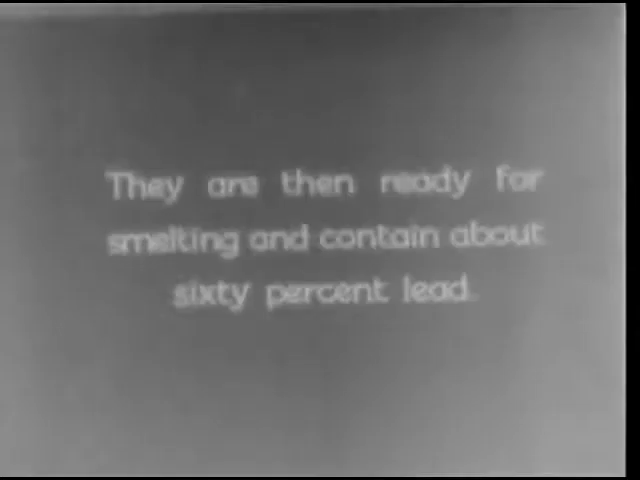 They are then ready for
smelting and contain about
sixty percent lead.